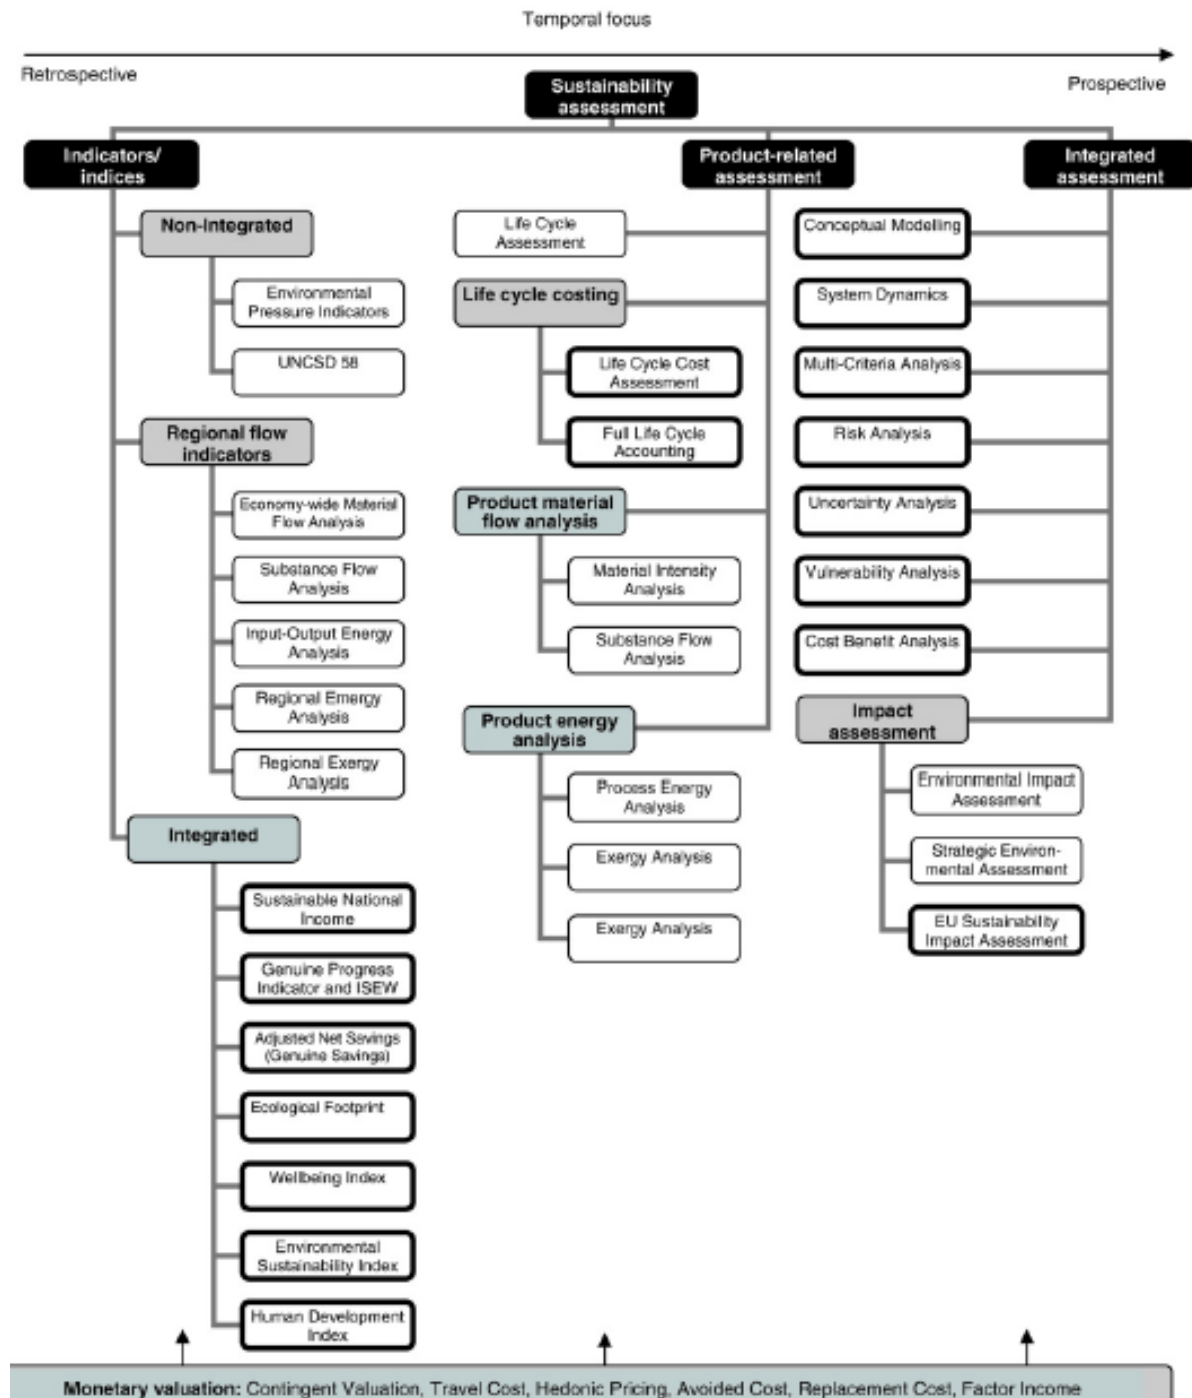 Temporal focus
Retrospective
Prospective
Sustainability
assessment
Indicators/
indices
Product-related
assessment
Integrated
assessment
Non-Integrated
Environmental
Pressure Indicators
UNCSD 58
Regional flow
indicators
Economy-wide Material
Flow Analysis
Substance Flow
Analysis
Input-Output Energy
Analysis
Regional Emergy
Analysis
Regional Exergy
Analysis
Integrated
Sustainable National
Income
Genuine Progress
Indicator and ISEW
Adjusted Net Savings
(Genuine Savings)
Ecological Footprint
Wellbeing Index
Environmental
Sustainability Index
Human Development
Index
Life Cycle
Assessment
Life cycle costing
Life Cycle Cost
Assessment
Full Life Cycle
Accounting
Product material
flow analysis
Material Intensity
Analysis
Substance Flow
Analysis
Product energy
analysis
Process Energy
Analysis
Exergy Analysis
Exergy Analysis
Conceptual Modelling
System Dynamics
Multi-Criteria Analysis
Risk Analysis
Uncertainty Analysis
Vulnerability Analysis
Cost Benefit Analysis
Impact
assessment
Environmental Impact
Assessment
Strategic Environ-
mental Assessment
EU Sustainability
Impact Assessment
Monetary valuation: Contingent Valuation, Travel Cost, Hedonic Pricing, Avoided Cost, Replacement Cost, Factor Income